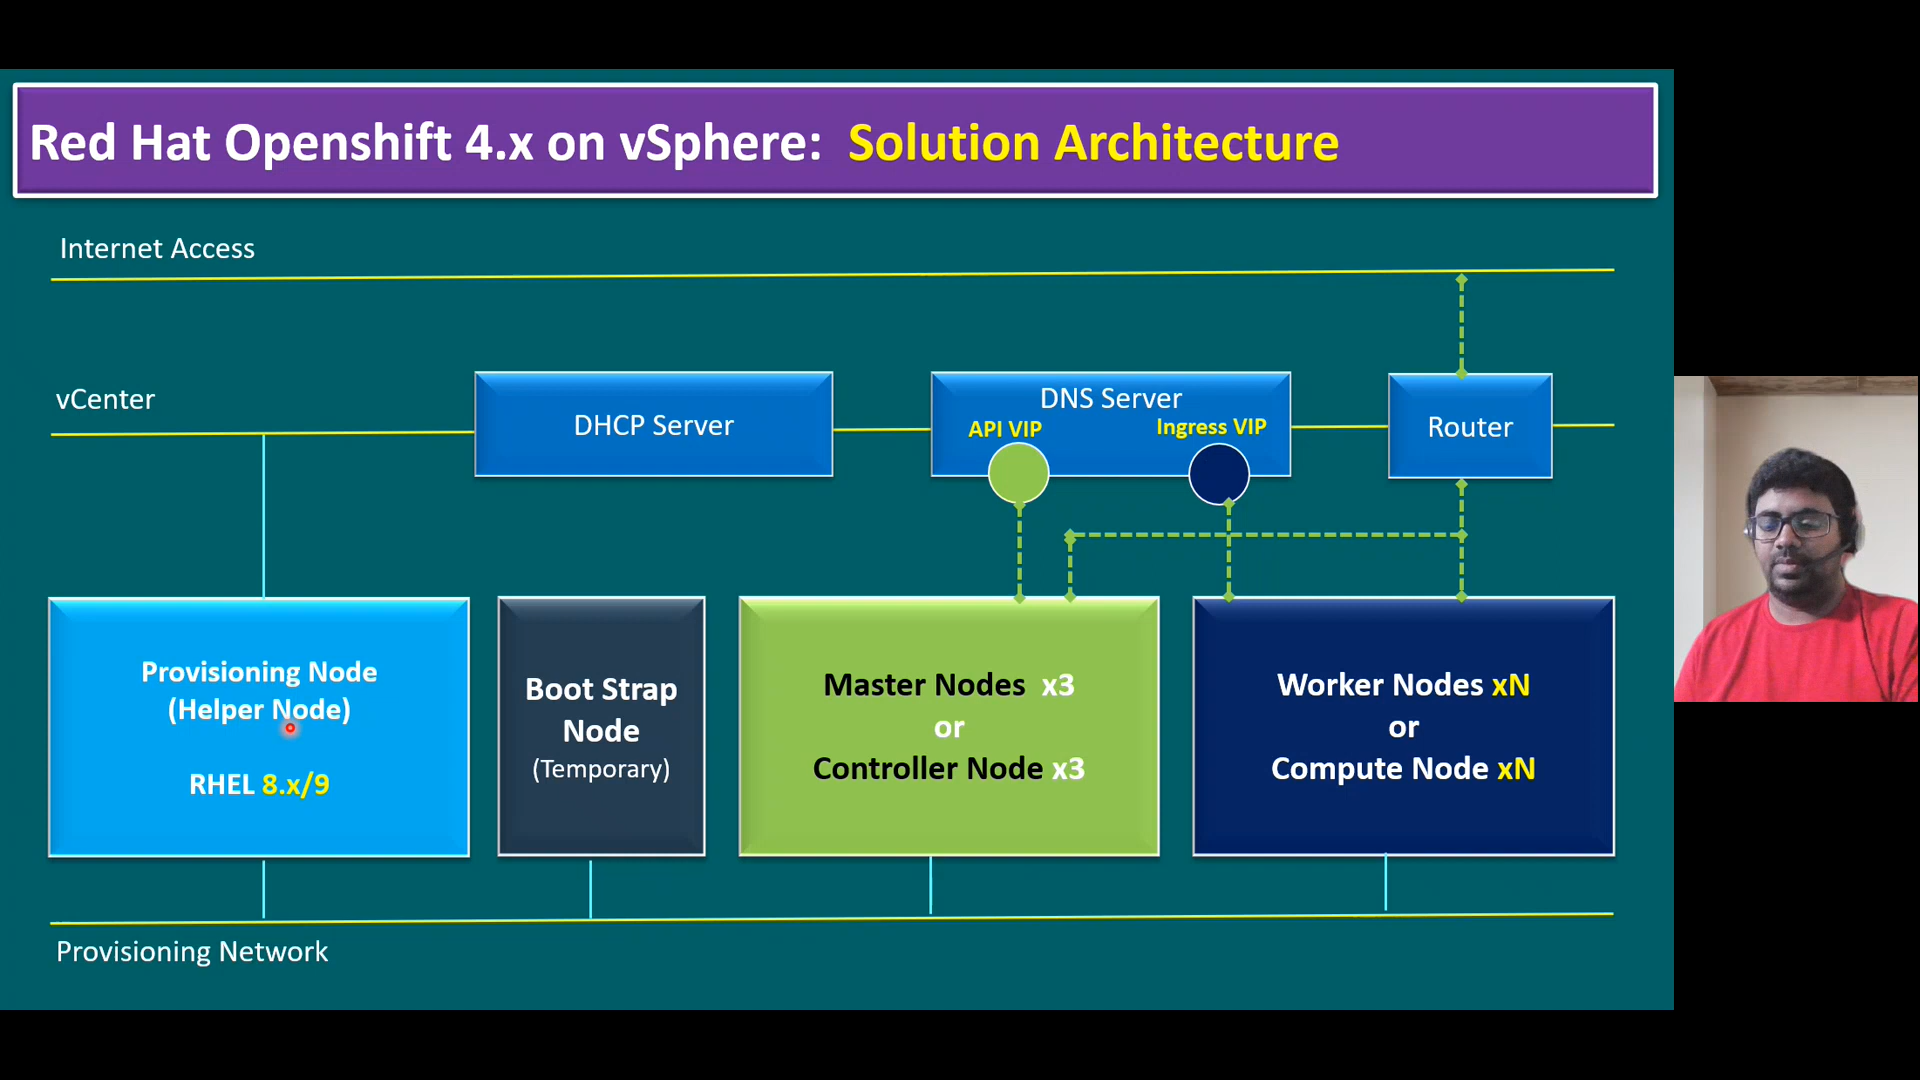 Red Hat Openshift 4.x on vSphere: Solution Architecture
Internet Access
vCenter
DHCP Server
DNS Server
API VIP
Ingress VIP
Router
Provisioning Node
(Helper Node)
RHEL 8.x/9
Boot Strap
Node
(Temporary)
Master Nodes x3
or
Controller Node x3
Worker Nodes xN
or
Compute Node xN
Provisioning Network